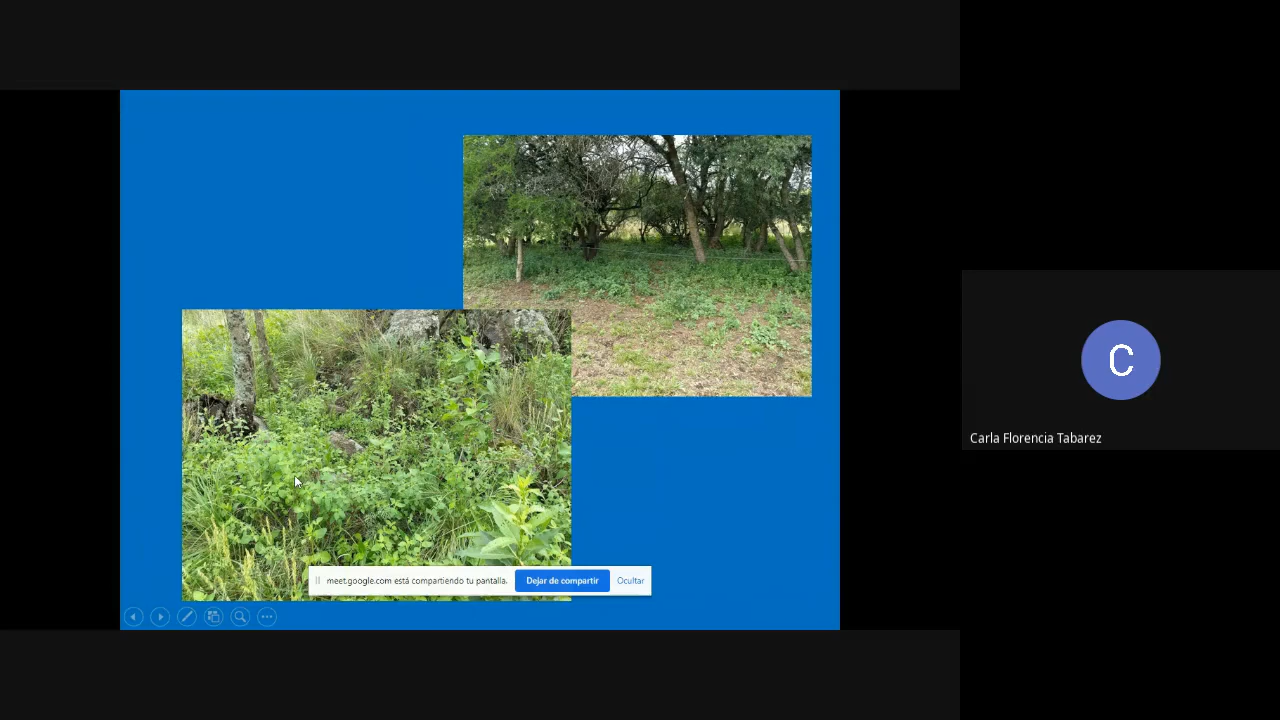 C
Carla Florencia Tabarez
meet.google.com está compartiendo tu pantalla. Dejar de compartir Ocultar